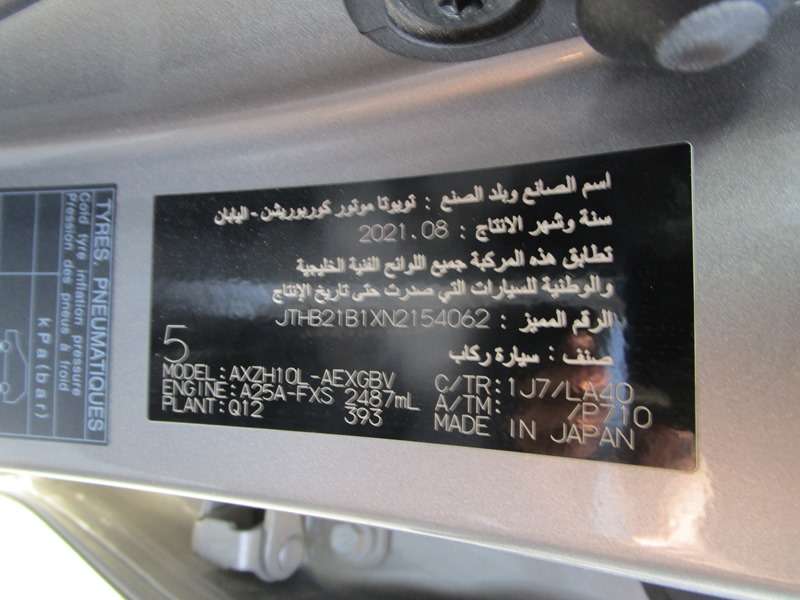 اسم الصانع وبلد الصنع : تويوتا موتور كوربوريشن - اليابان
سنة وشهر الانتاج : 2021.08
تطابق هذه المركبة جميع اللوائح الفنية الخليجية
والوطنية للسيارات التي صدرت حتى تاريخ الإنتاج
الرقم المميز : JTHB21B1XN2154062
صنف : سيارة ركاب
5
MODEL: AXZH10L-AEXGBV
ENGINE: A25A-FXS 2487mL
PLANT: Q12 393
C/TR: 1J7/LA40
A/TM: /P710
MADE IN JAPAN
TYRES, PNEUMATIQUES
Cold tyre inflation pressure
Pression des pneus à froid
kPa(bar)